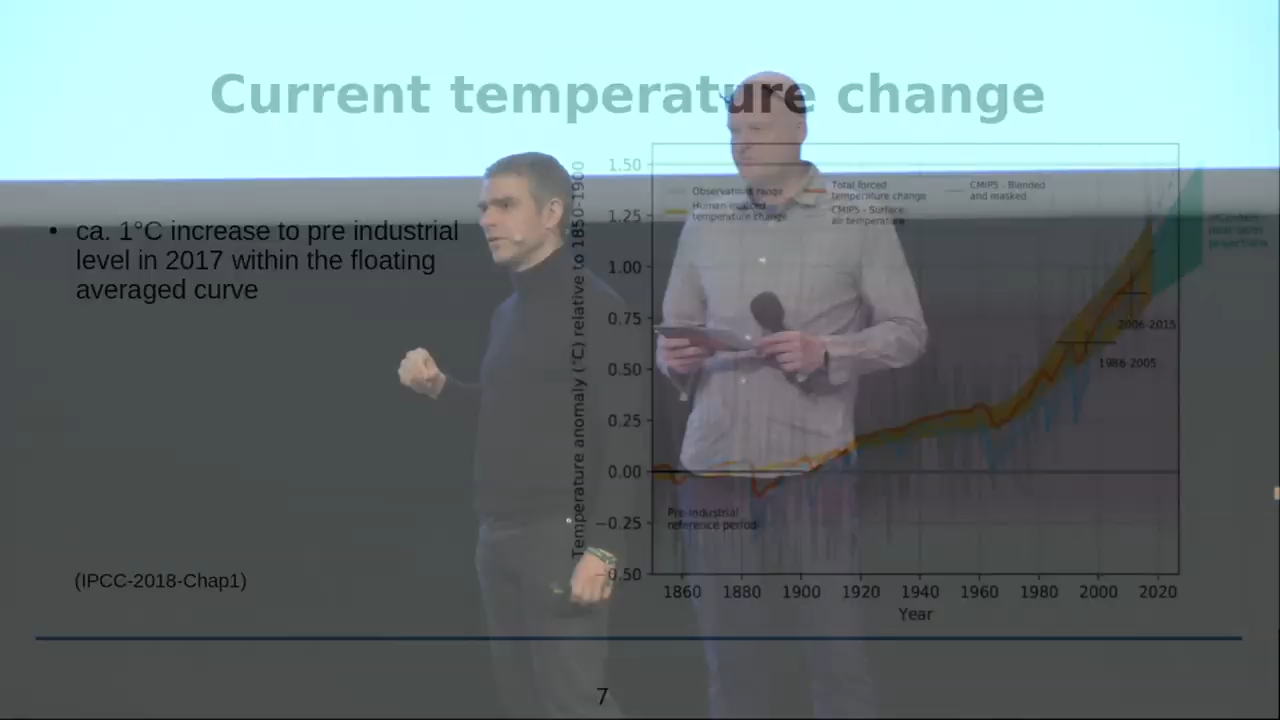 Current temperature change
• ca. 1°C increase to pre industrial
level in 2017 within the floating
averaged curve
(IPCC-2018-Chap1)
Temperature anomaly (°C) relative to 1850-1900
1.50
1.25
1.00
0.75
0.50
0.25
0.00
−0.25
−0.50
Observation range
Human-induced
temperature change
Total forced
temperature change
CMIP5 - Surface
air temperature
CMIP5 - Blended
and masked
near-term
projections
2006-2015
1986-2005
Pre-industrial
reference period
1860 1880 1900 1920 1940 1960 1980 2000 2020
Year
7